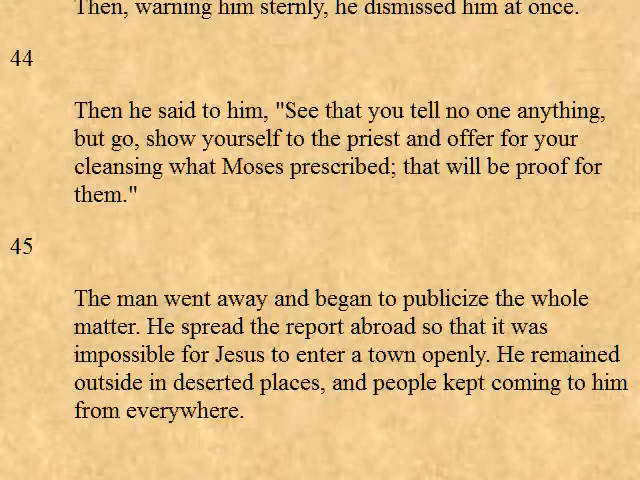 Then, warning him sternly, he dismissed him at once.
44
Then he said to him, "See that you tell no one anything,
but go, show yourself to the priest and offer for your
cleansing what Moses prescribed; that will be proof for
them."
45
The man went away and began to publicize the whole
matter. He spread the report abroad so that it was
impossible for Jesus to enter a town openly. He remained
outside in deserted places, and people kept coming to him
from everywhere.